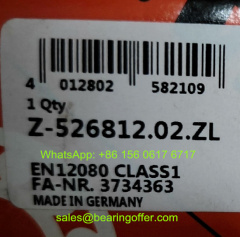 4 012802 582109
1 Qty
Z-526812.02.ZL
WhatsApp: +86 156 0617 6717
EN12080 CLASS1
FA-NR. 3734363
MADE IN GERMANY
sales@bearingoffer.com